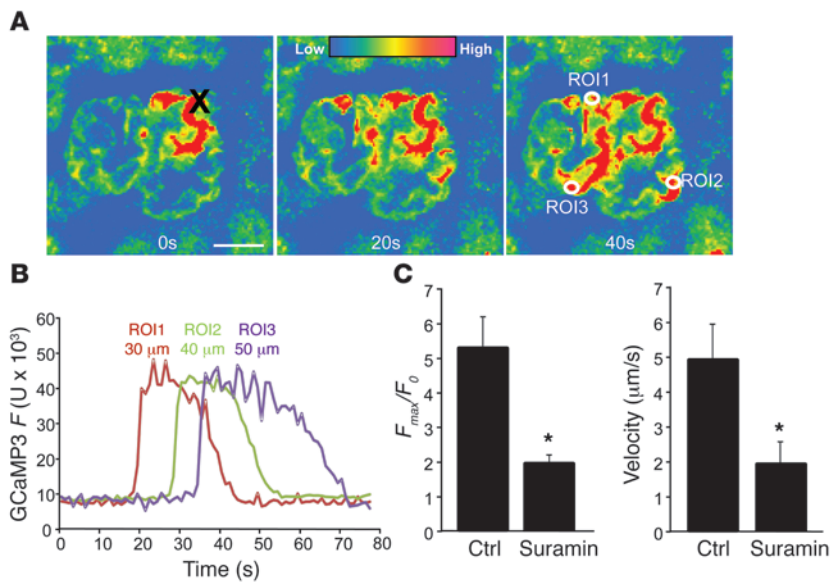 A
Low High
X
0s
20s
ROI1
ROI2
ROI3
40s
B
GCaMP3 F (U x 10³)
60
50
40
30
20
10
0
ROI1 ROI2 ROI3
30 μm 40 μm 50 μm
0 10 20 30 40 50 60 70 80
Time (s)
C
Fmax/F0
7
6
5
4
3
2
1
0
*
Ctrl Suramin
Velocity (μm/s)
7
6
5
4
3
2
1
0
*
Ctrl Suramin